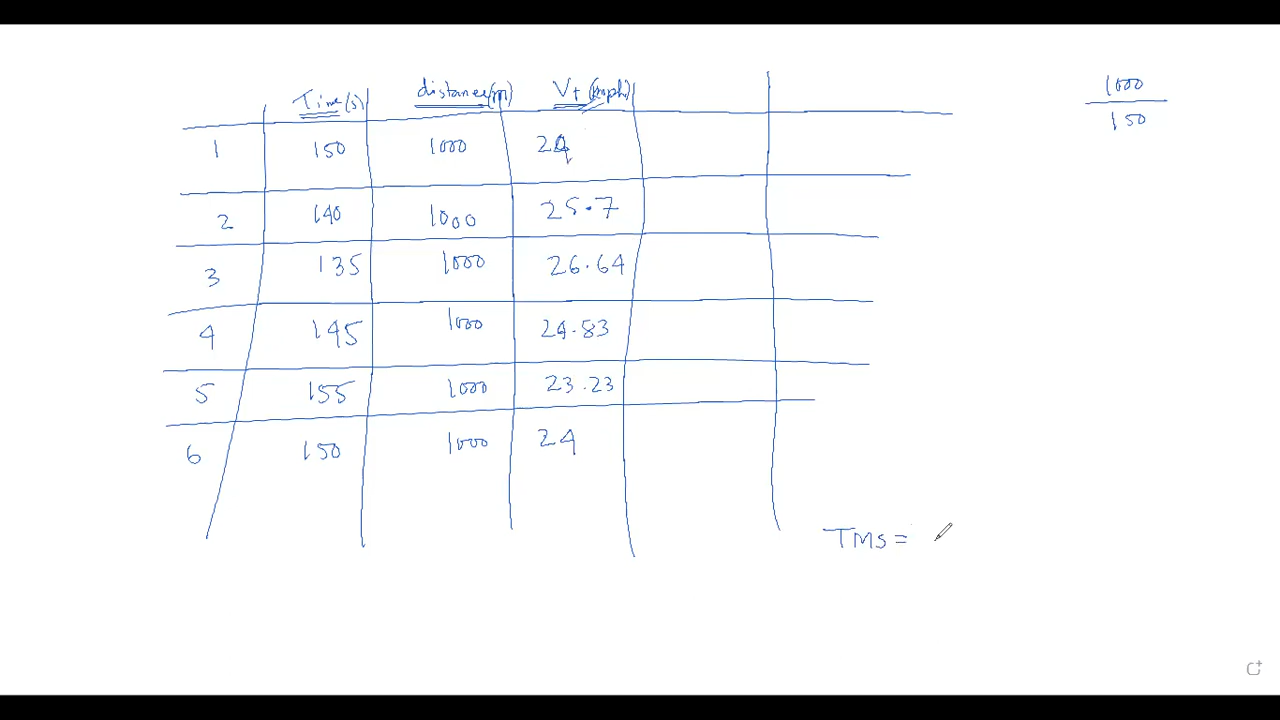 Time(s) distance(m) Vt (kmph)
1 150 1000 24
2 140 1000 25.7
3 135 1000 26.64
4 145 1000 24.83
5 155 1000 23.23
6 150 1000 24
1000
150
TMS =